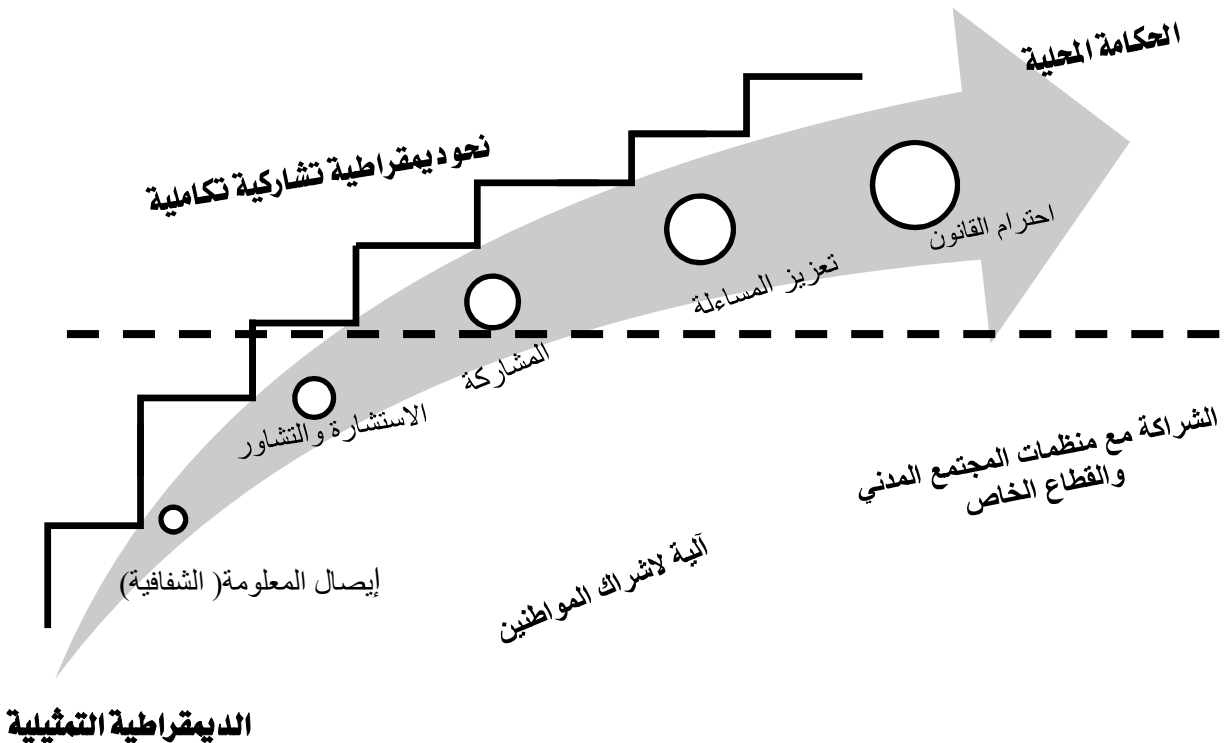 الحكامة المحلية
نحو ديمقراطية تشاركية تكاملية
احترام القانون
تعزيز المساءلة
المشاركة
الاستشارة والتشاور
الشراكة مع منظمات المجتمع المدني
والقطاع الخاص
آلية لاشراك المواطنين
إيصال المعلومة( الشفافية)
الديمقراطية التمثيلية